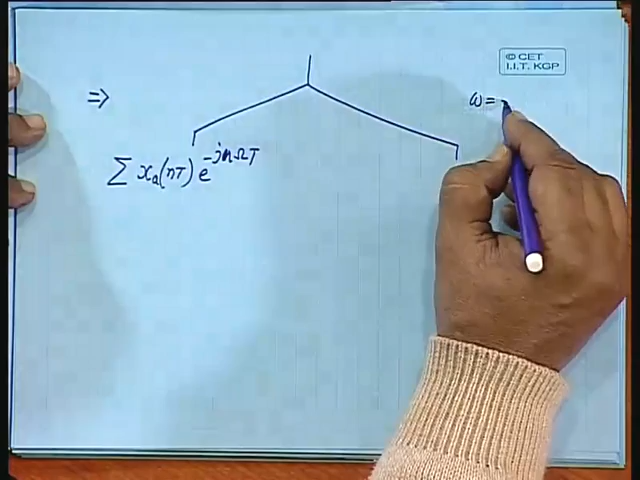 © CET
I.I.T. KGP
⇒
ω =
Σ xₐ(nT) e^{-jnΩT}